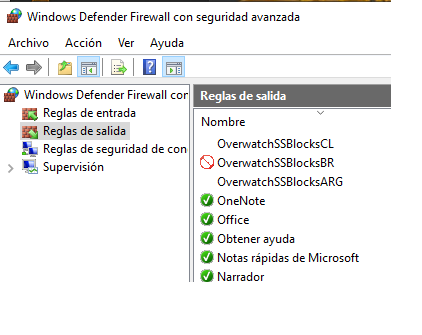 Windows Defender Firewall con seguridad avanzada
Archivo Acción Ver Ayuda
Windows Defender Firewall con
Reglas de entrada
Reglas de salida
Reglas de seguridad de con
Supervisión
Reglas de salida
Nombre
OverwatchSSBlocksCL
OverwatchSSBlocksBR
OverwatchSSBlocksARG
OneNote
Office
Obtener ayuda
Notas rápidas de Microsoft
Narrador